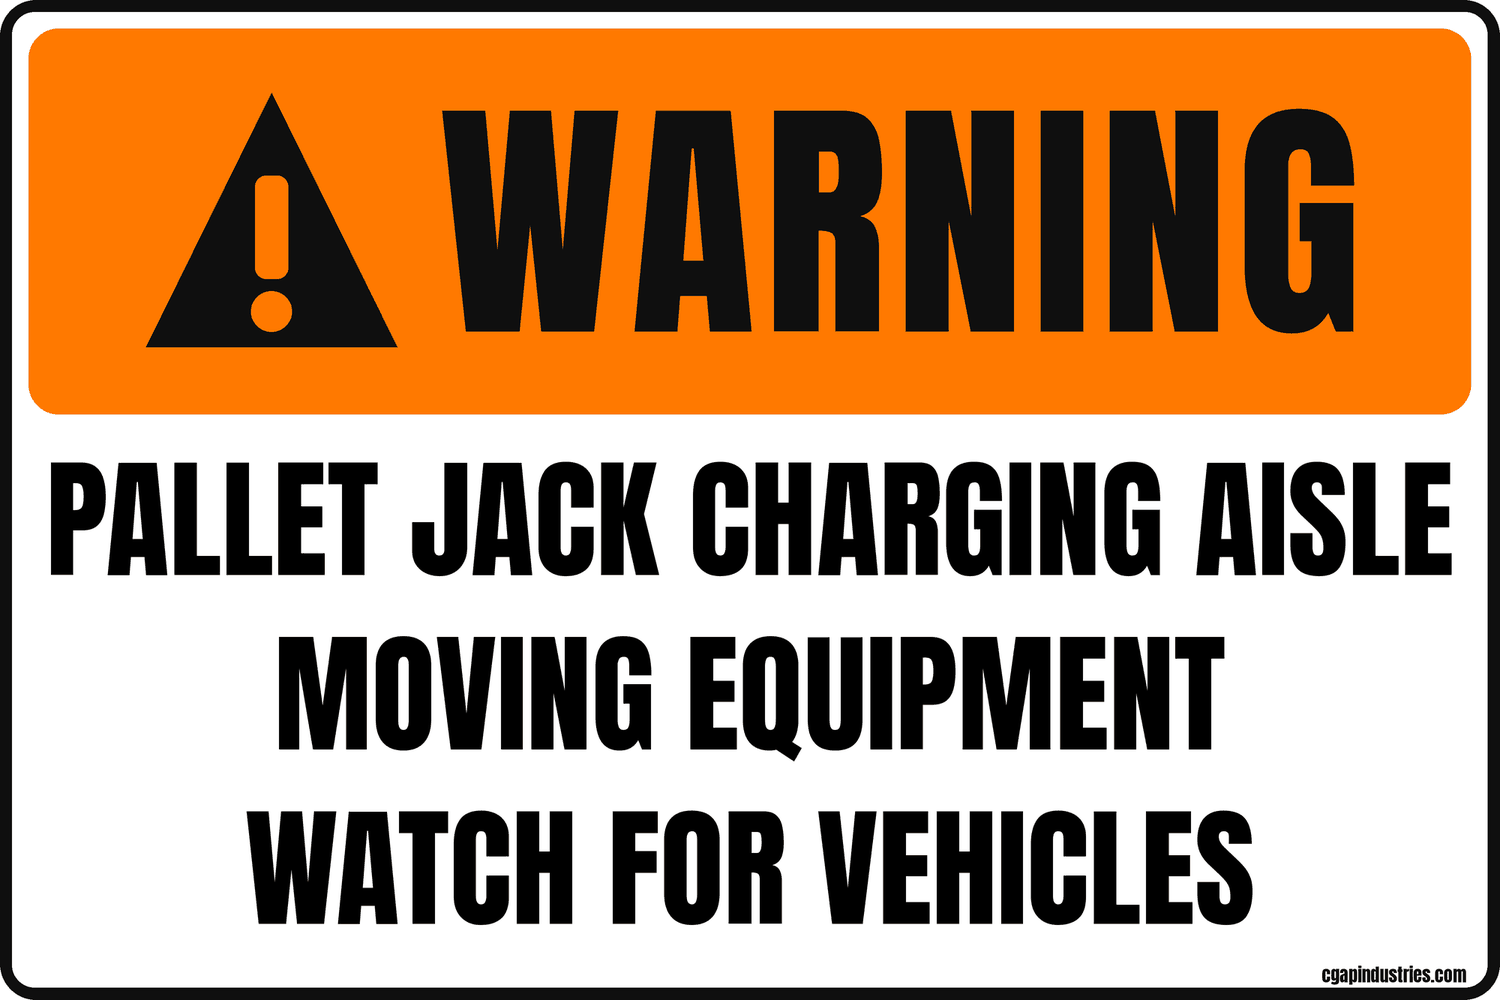 WARNING
PALLET JACK CHARGING AISLE
MOVING EQUIPMENT
WATCH FOR VEHICLES
cgapindustries.com